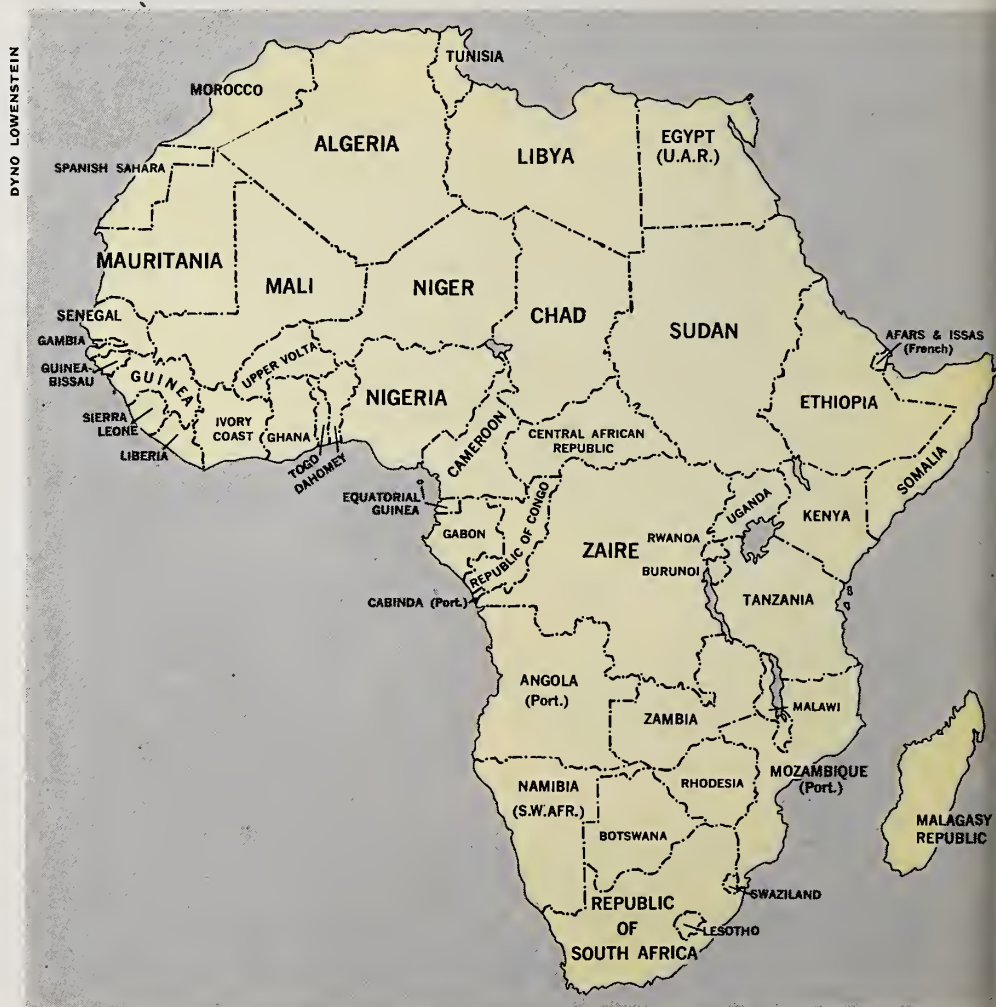 DYNO LOWENSTEIN
TUNISIA
MOROCCO
ALGERIA
LIBYA
EGYPT
(U.A.R.)
SPANISH SAHARA
MAURITANIA
MALI
NIGER
CHAD
SUDAN
SENEGAL
GAMBIA
GUINEA-
BISSAU
GUINEA
UPPER VOLTA
NIGERIA
AFARS & ISSAS
(French)
ETHIOPIA
SIERRA
LEONE
LIBERIA
IVORY
COAST
GHANA
TOGO
DAHOMEY
CAMEROON
CENTRAL AFRICAN
REPUBLIC
SOMALIA
EQUATORIAL
GUINEA
GABON
REPUBLIC OF CONGO
ZAIRE
UGANDA
KENYA
RWANOA
BURUNOI
CABINDA (Port.)
TANZANIA
ANGOLA
(Port.)
ZAMBIA
MALAWI
NAMIBIA
(S.W.AFR.)
RHODESIA
MOZAMBIQUE
(Port.)
BOTSWANA
MALAGASY
REPUBLIC
SWAZILAND
REPUBLIC
OF
SOUTH AFRICA
LESOTHO